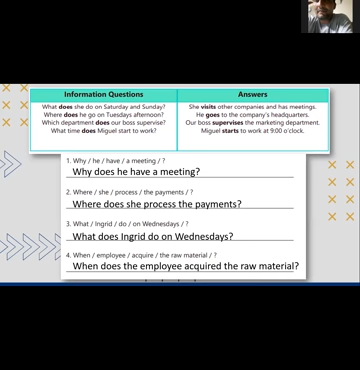 Information Questions
Answers
What does she do on Saturday and Sunday?
She visits other companies and has meetings.
Where does he go on Tuesdays afternoon?
He goes to the company's headquarters.
Which department does our boss supervise?
Our boss supervises the marketing department.
What time does Miguel start to work?
Miguel starts to work at 9:00 o'clock.
1. Why / he / have / a meeting / ?
Why does he have a meeting?
2. Where / she / process / the payments / ?
Where does she process the payments?
3. What / Ingrid / do / on Wednesdays / ?
What does Ingrid do on Wednesdays?
4. When / employee / acquire / the raw material / ?
When does the employee acquired the raw material?